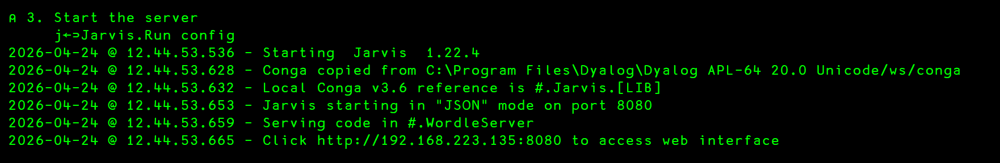 ⍝ 3. Start the server
      j←⊃Jarvis.Run config
2026-04-24 @ 12.44.53.536 - Starting  Jarvis  1.22.4
2026-04-24 @ 12.44.53.628 - Conga copied from C:\Program Files\Dyalog\Dyalog APL-64 20.0 Unicode/ws/conga
2026-04-24 @ 12.44.53.632 - Local Conga v3.6 reference is #.Jarvis.[LIB]
2026-04-24 @ 12.44.53.653 - Jarvis starting in "JSON" mode on port 8080
2026-04-24 @ 12.44.53.659 - Serving code in #.WordleServer
2026-04-24 @ 12.44.53.665 - Click http://192.168.223.135:8080 to access web interface